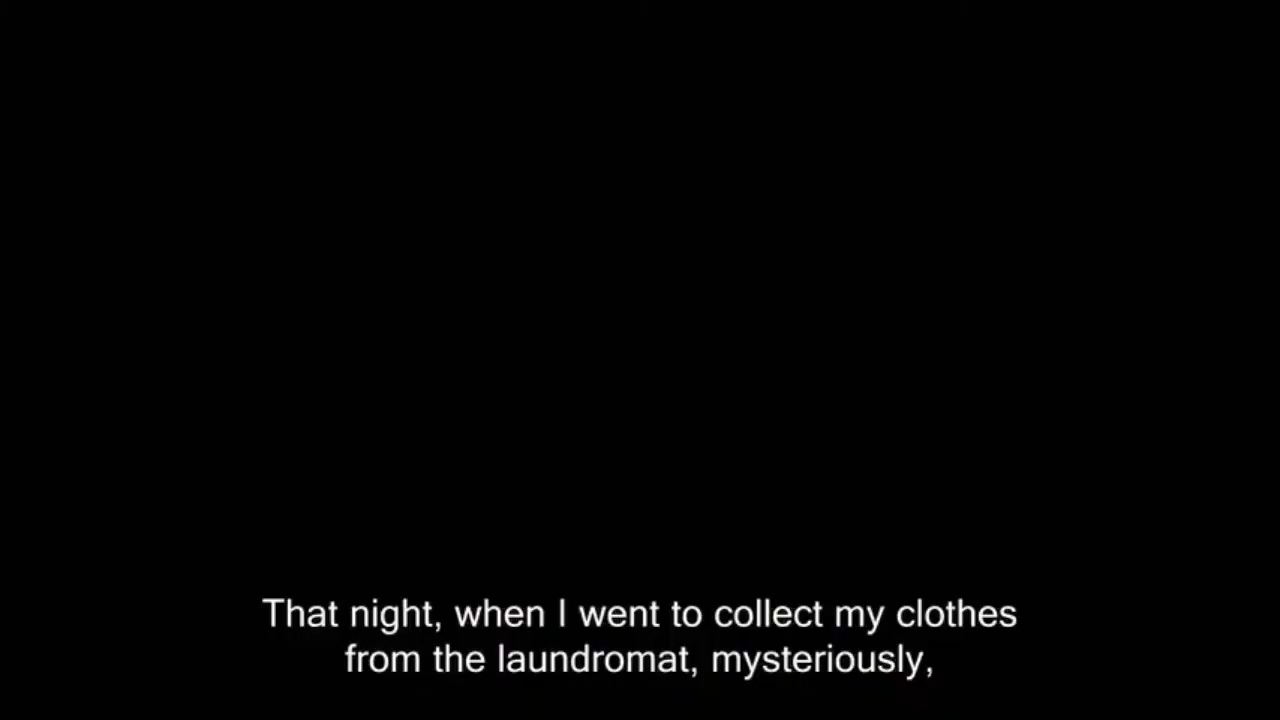 That night, when I went to collect my clothes
from the laundromat, mysteriously,